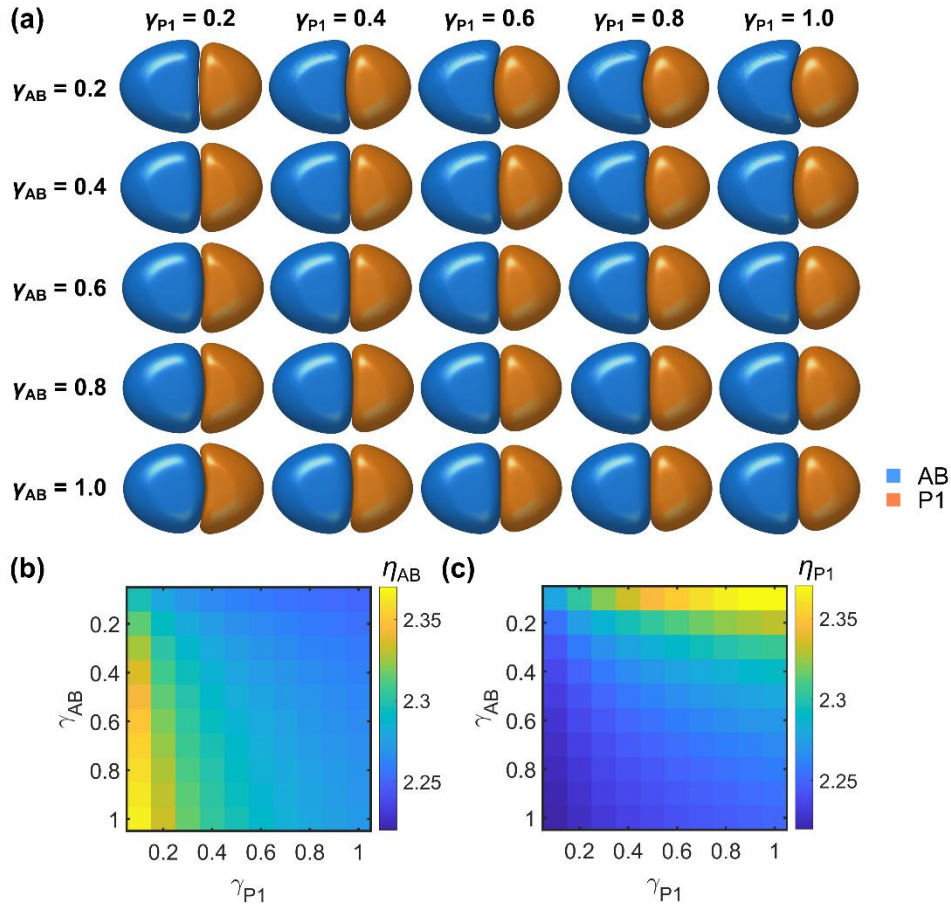 (a)
γP1 = 0.2 γP1 = 0.4 γP1 = 0.6 γP1 = 0.8 γP1 = 1.0
γAB = 0.2
γAB = 0.4
γAB = 0.6
γAB = 0.8
γAB = 1.0
AB
P1
(b)
ηAB
γAB
0.2
0.4
0.6
0.8
1
0.2 0.4 0.6 0.8 1
γP1
2.35
2.3
2.25
(c)
ηP1
γAB
0.2
0.4
0.6
0.8
1
0.2 0.4 0.6 0.8 1
γP1
2.35
2.3
2.25